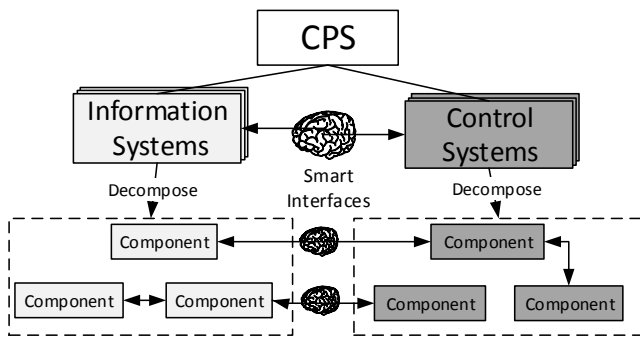 CPS
Information
Systems
Control
Systems
Smart
Interfaces
Decompose
Decompose
Component
Component
Component
Component
Component
Component